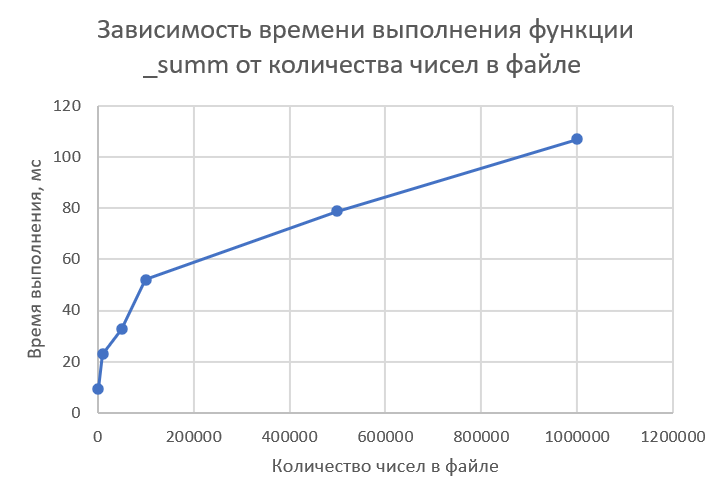 Зависимость времени выполнения функции
_summ от количества чисел в файле
120
100
80
60
40
20
0
Время выполнения, мс
0 200000 400000 600000 800000 1000000 1200000
Количество чисел в файле